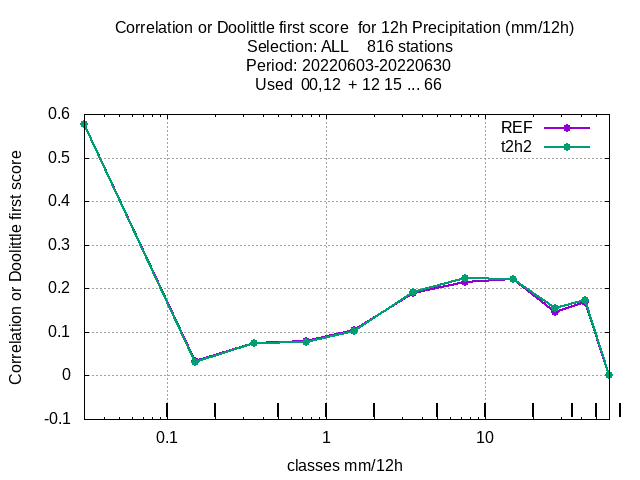 Correlation or Doolittle first score  for 12h Precipitation (mm/12h)
Selection: ALL    816 stations
Period: 20220603-20220630
Used  00,12  + 12 15 ... 66
REF
t2h2
Correlation or Doolittle first score
0.6
0.5
0.4
0.3
0.2
0.1
0
-0.1
0.1
1
10
classes mm/12h